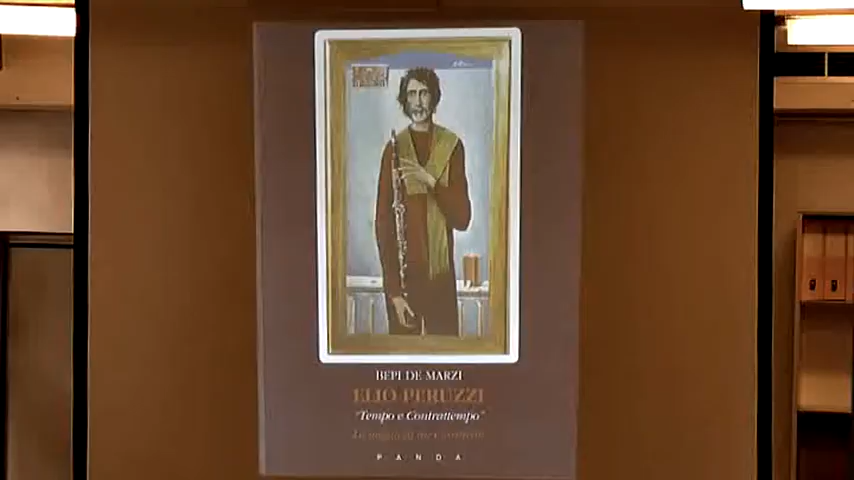 BEPI DE MARZI
ELIO PERUZZI
"Tempo e Contrattempo"
PANDA